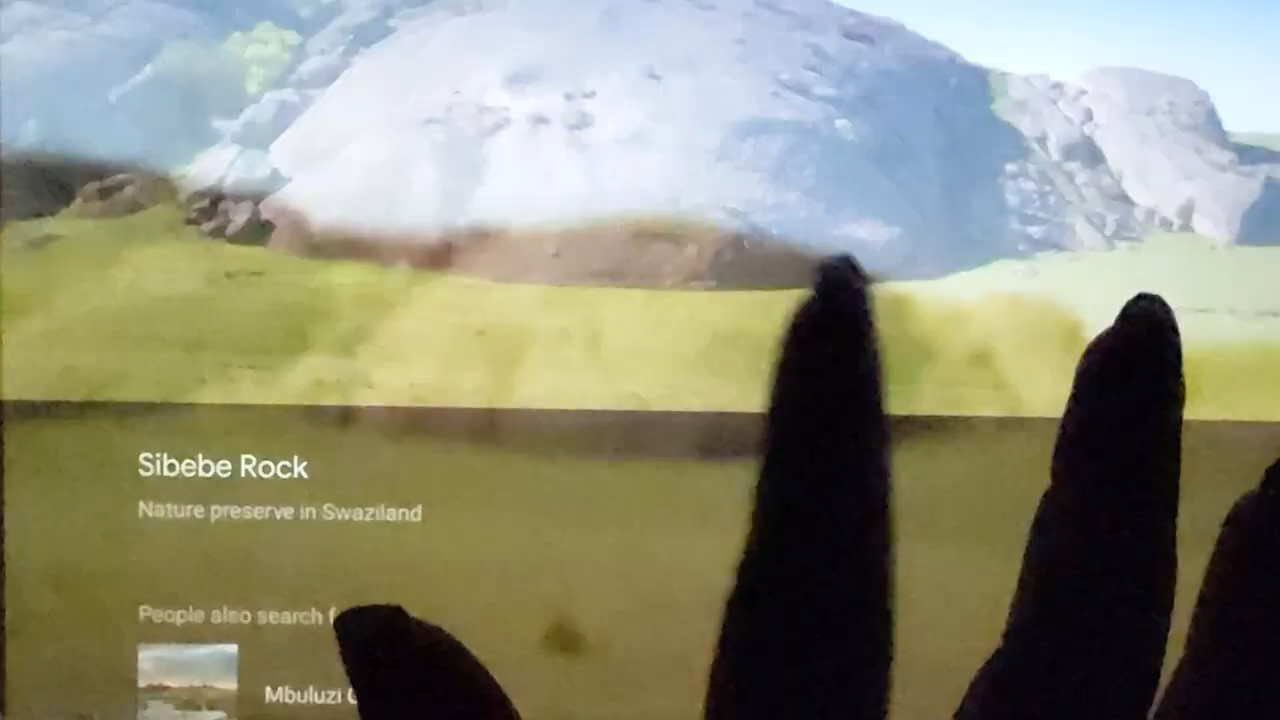 Sibebe Rock
Nature preserve in Swaziland
People also search
Mbuluzi